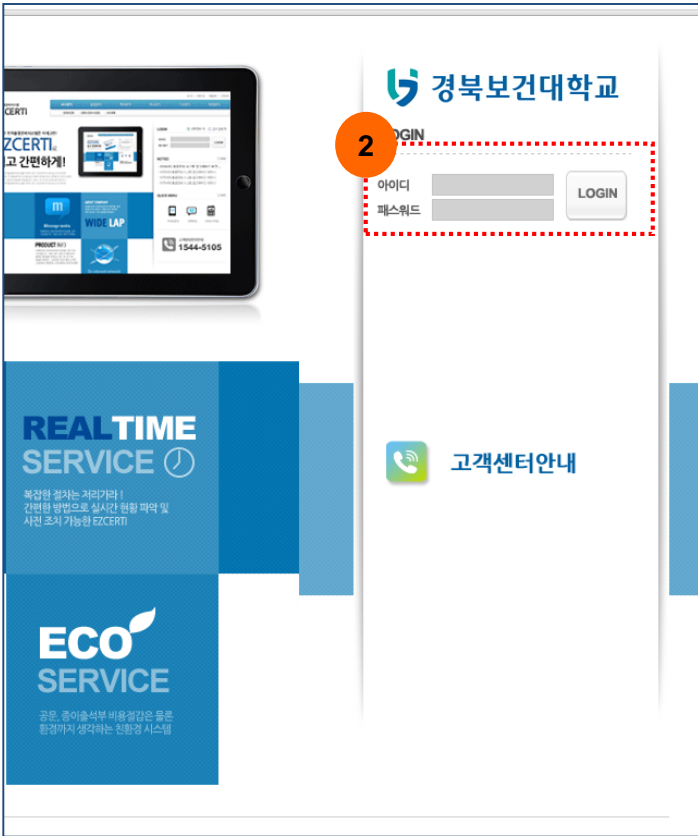 경북보건대학교
2
LOGIN
아이디
패스워드
LOGIN
CERTI
ZCERTI
고 간편하게!
m
WIDE LAP
PRODUCT
1544-5105
REALTIME
SERVICE
복잡한 절차는 저리가라 !
간편한 방법으로 실시간 현황 파악 및
사전 조치 가능한 EZCERTI
고객센터안내
ECO
SERVICE
공문, 종이출석부 비용절감은 물론
환경까지 생각하는 친환경 시스템